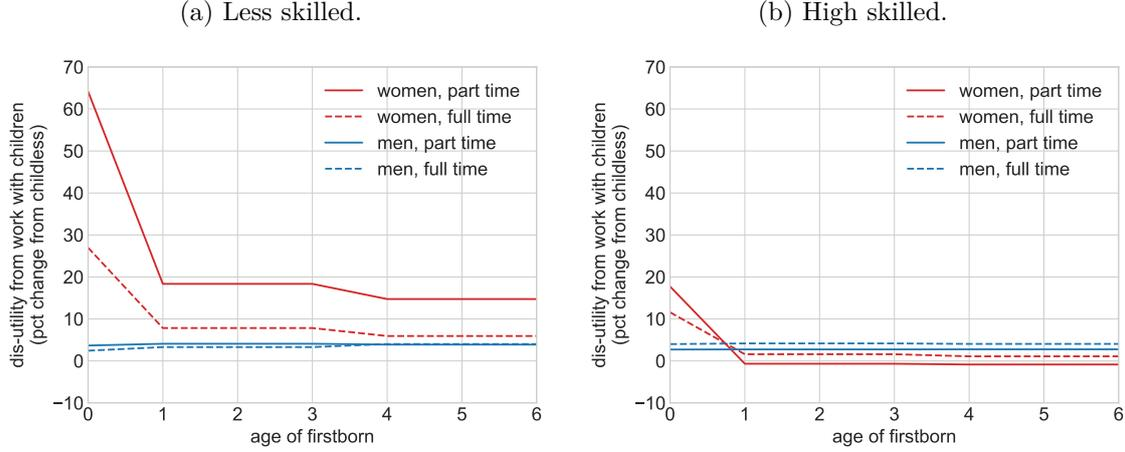 (a) Less skilled.
dis-utility from work with children
(pct change from childless)
70
60
50
40
30
20
10
0
−10
women, part time
women, full time
men, part time
men, full time
0 1 2 3 4 5 6
age of firstborn
(b) High skilled.
dis-utility from work with children
(pct change from childless)
70
60
50
40
30
20
10
0
−10
women, part time
women, full time
men, part time
men, full time
0 1 2 3 4 5 6
age of firstborn